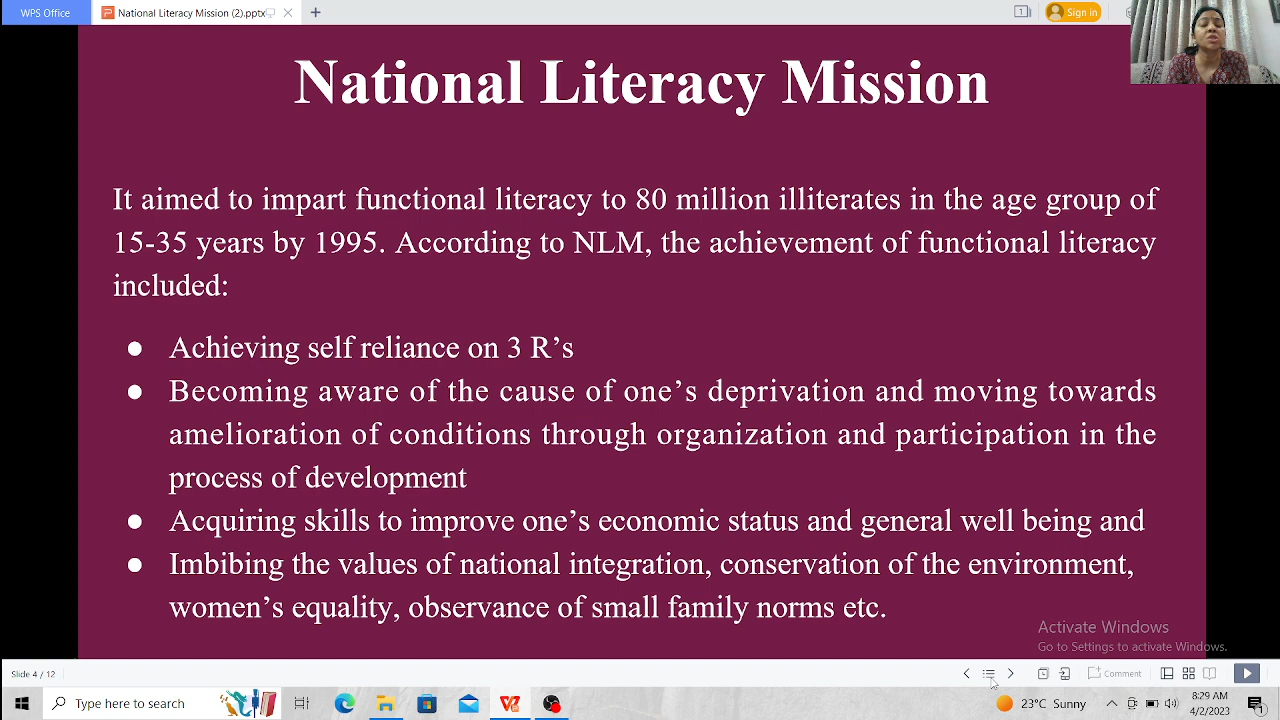 WPS Office
National Literacy Mission (2).pptx
1
Sign in
National Literacy Mission
It aimed to impart functional literacy to 80 million illiterates in the age group of
15-35 years by 1995. According to NLM, the achievement of functional literacy
included:
● Achieving self reliance on 3 R’s
● Becoming aware of the cause of one’s deprivation and moving towards
amelioration of conditions through organization and participation in the
process of development
● Acquiring skills to improve one’s economic status and general well being and
● Imbibing the values of national integration, conservation of the environment,
women’s equality, observance of small family norms etc.
Activate Windows
Go to Settings to activate Windows.
Slide 4 / 12
Comment
Type here to search
23°C Sunny
8:29 AM
4/2/2023